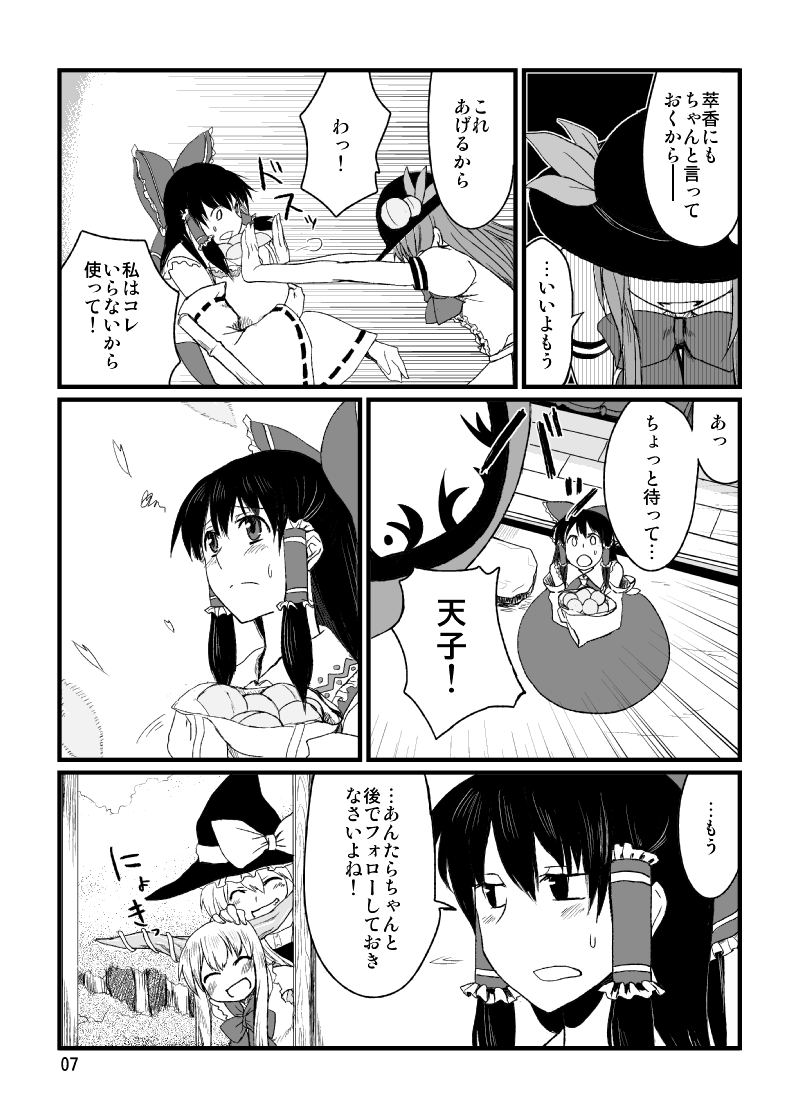 萃香にも
ちゃんと言って
おくから――
…いいよもう
これ
あげるから
わっ！
ドスッ
私はコレ
いらないから
使って！
あっ
ちょっと待って…
天子！
…もう
…あんたらちゃんと
後でフォローしておき
なさいよね！
にょきっ
07